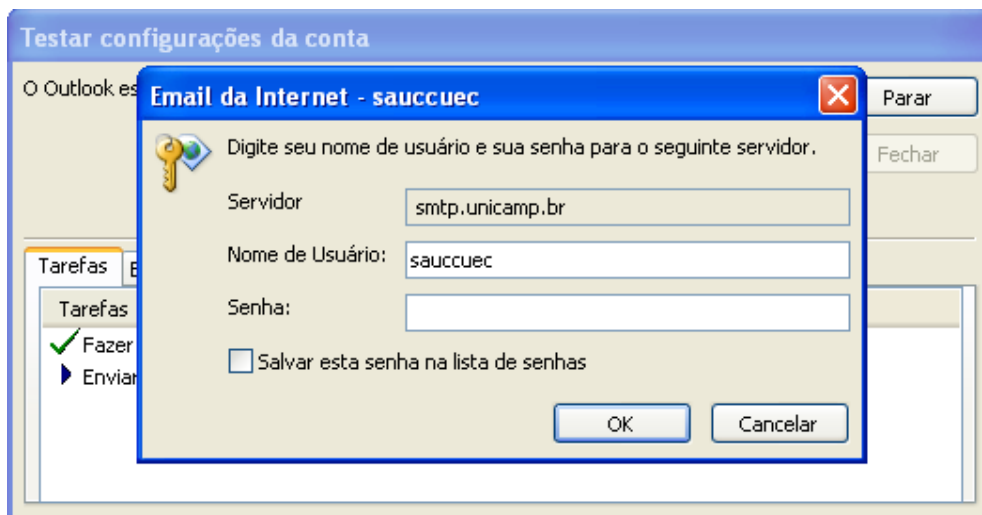 Testar configurações da conta
O Outlook es
Parar
Fechar
Email da Internet - sauccuec
Digite seu nome de usuário e sua senha para o seguinte servidor.
Servidor
smtp.unicamp.br
Nome de Usuário:
sauccuec
Senha:
Salvar esta senha na lista de senhas
OK
Cancelar
Tarefas
Tarefas
Fazer
Enviar